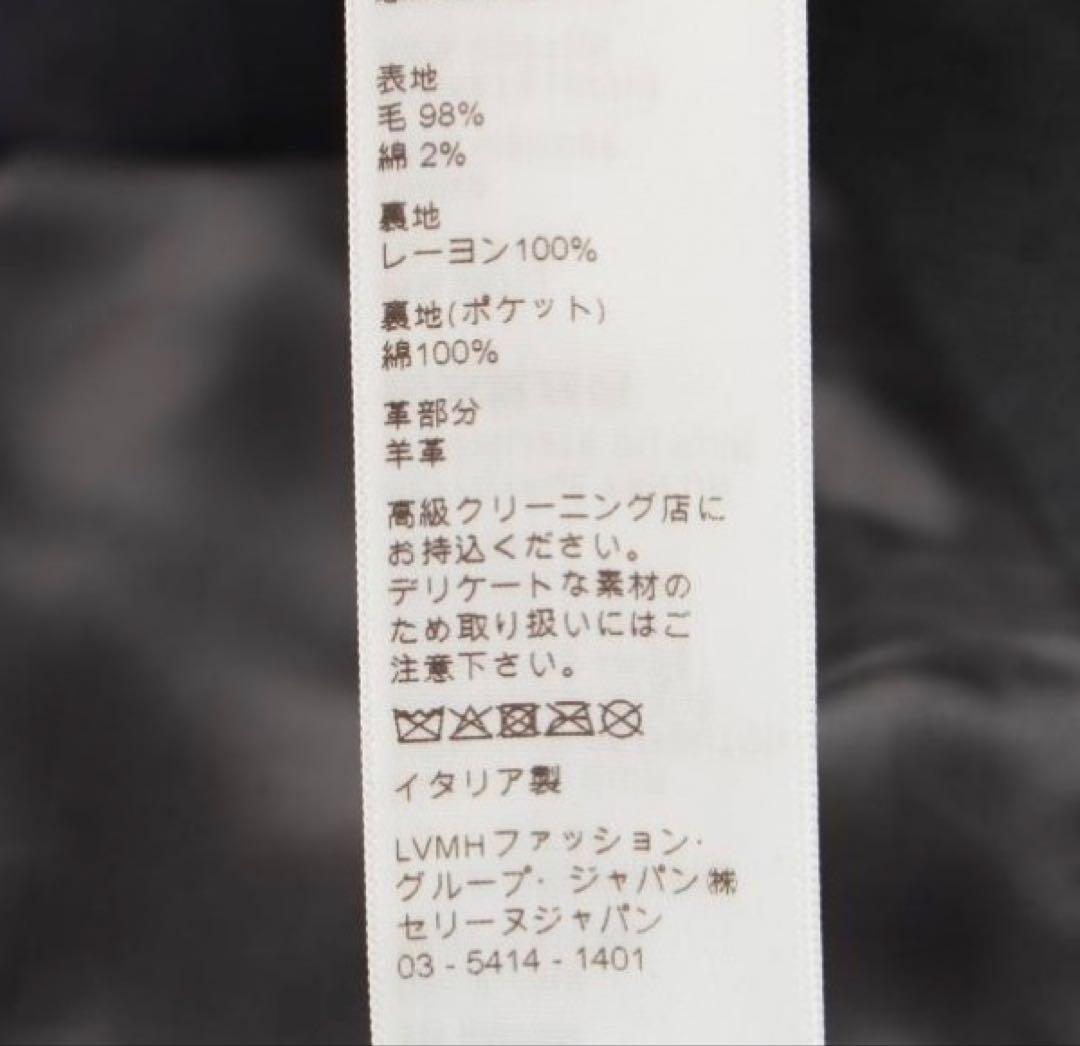 表地
毛 98%
綿 2%
裏地
レーヨン100%
裏地(ポケット)
綿100%
革部分
羊革
高級クリーニング店に
お持込ください。
デリケートな素材の
ため取り扱いにはご
注意下さい。
イタリア製
LVMHファッション・
グループ・ジャパン㈱
セリーヌジャパン
03 - 5414 - 1401